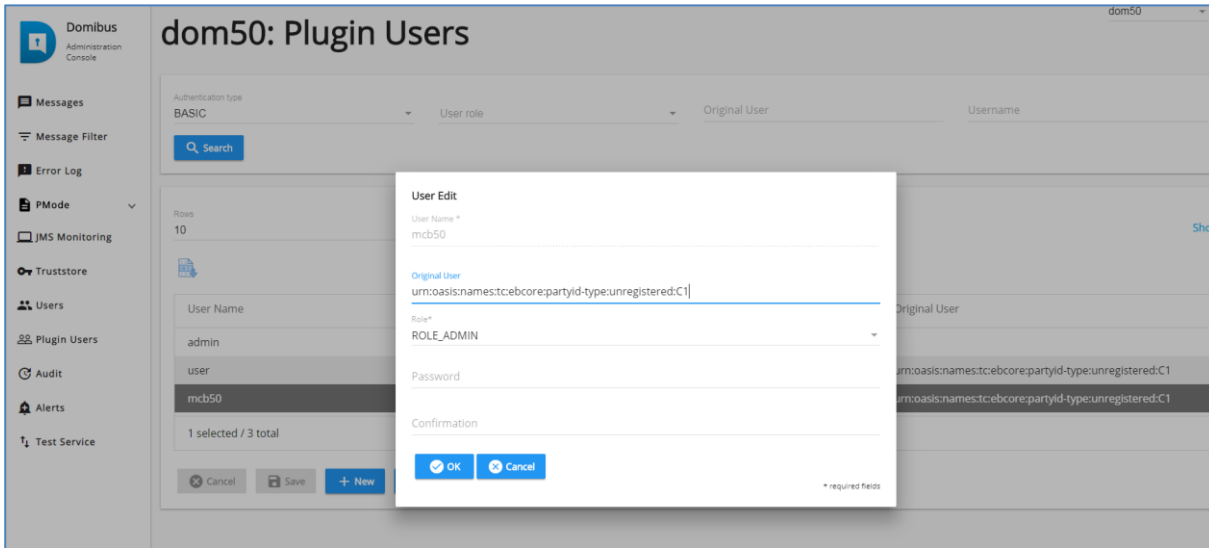 dom50
Domibus
Administration
Console
dom50: Plugin Users
Messages
Message Filter
Error Log
PMode
JMS Monitoring
Truststore
Users
Plugin Users
Audit
Alerts
Test Service
Authentication type
BASIC
User role
Original User
Username
Search
Rows
10
Sho
User Name
Original User
admin
user
urn:oasis:names:tc:ebcore:partyid-type:unregistered:C1
mcb50
urn:oasis:names:tc:ebcore:partyid-type:unregistered:C1
1 selected / 3 total
Cancel
Save
New
User Edit
User Name *
mcb50
Original User
urn:oasis:names:tc:ebcore:partyid-type:unregistered:C1
Role*
ROLE_ADMIN
Password
Confirmation
OK
Cancel
* required fields